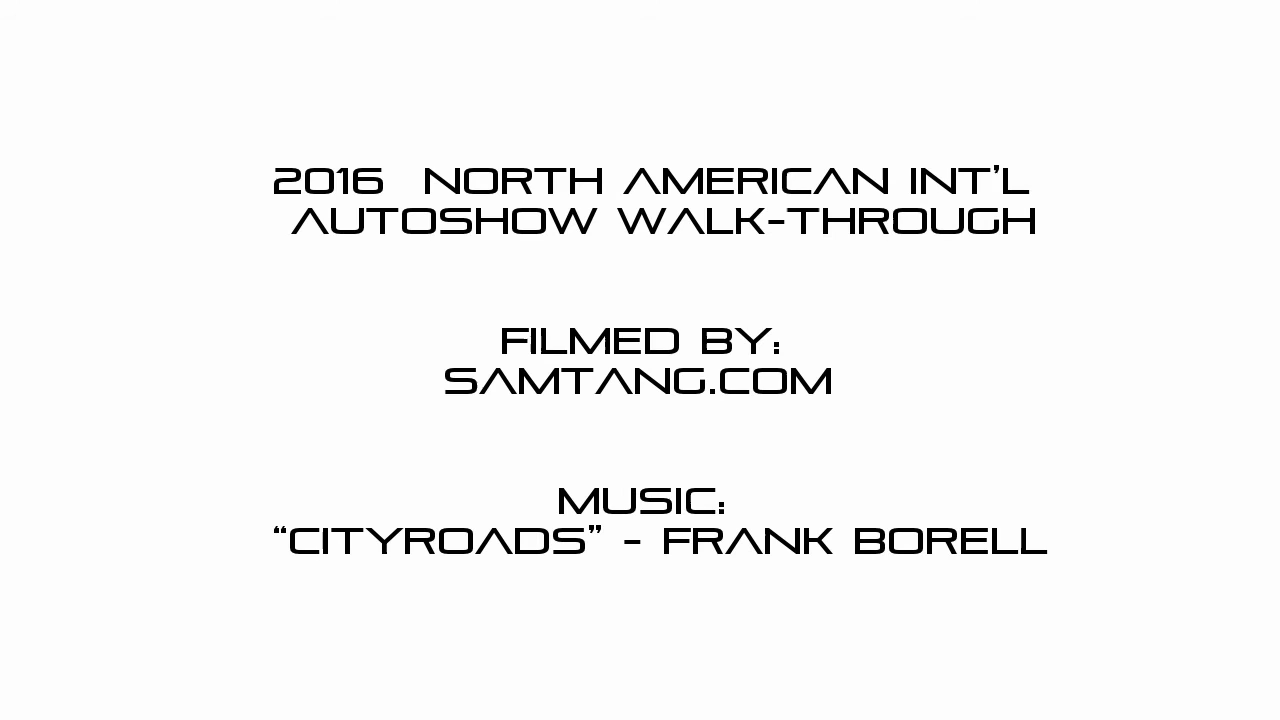 2016 NORTH AMERICAN INT'L
AUTOSHOW WALK-THROUGH
FILMED BY:
SAMTANG.COM
MUSIC:
“CITYROADS” - FRANK BORELL